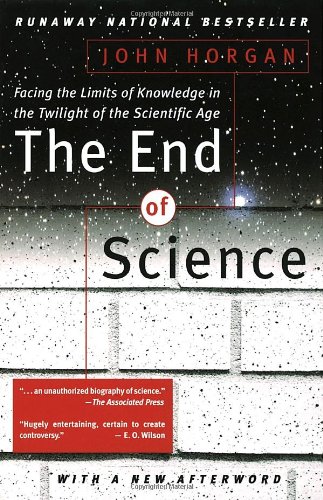 RUNAWAY NATIONAL BESTSELLER
JOHN HORGAN
Facing the Limits of Knowledge in
the Twilight of the Scientific Age
The End
of
Science
"... an unauthorized biography of science."
—The Associated Press
"Hugely entertaining, certain to create
controversy." — E. O. Wilson
WITH A NEW AFTERWORD